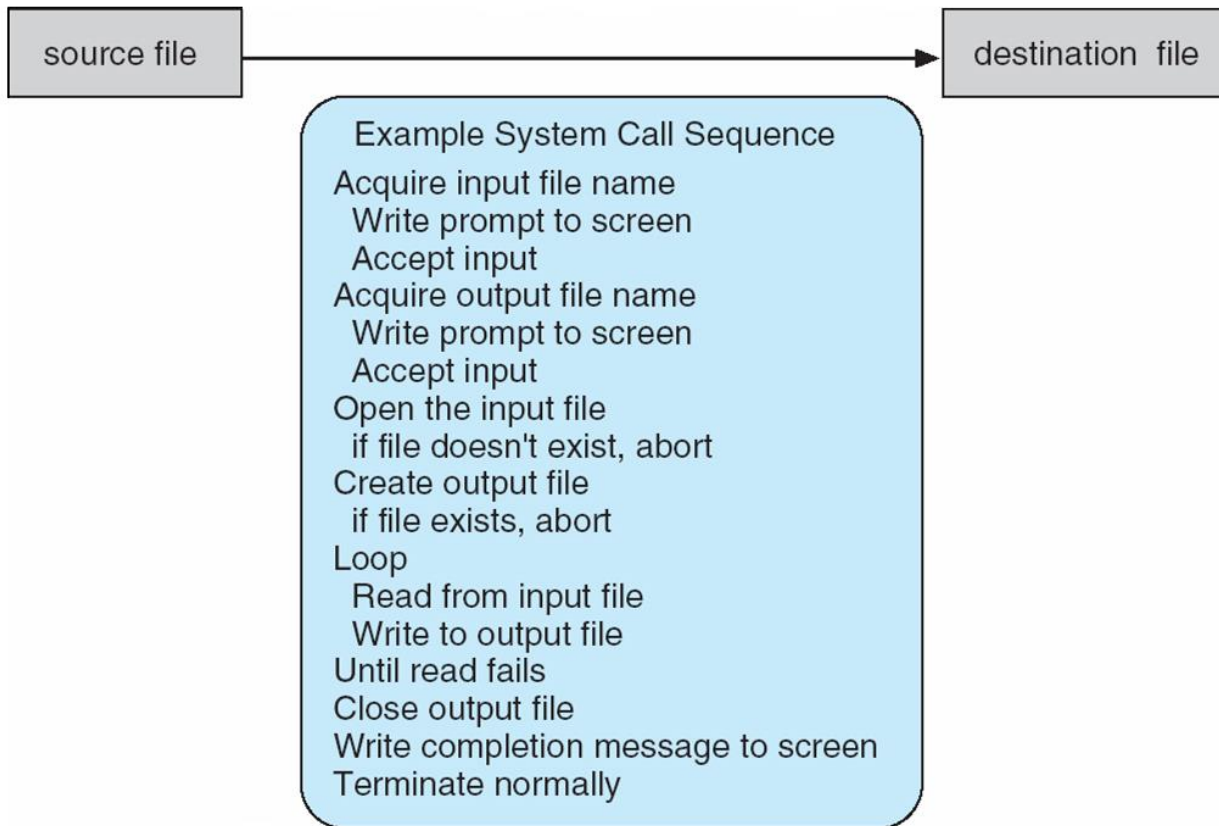 source file
destination file
Example System Call Sequence
Acquire input file name
Write prompt to screen
Accept input
Acquire output file name
Write prompt to screen
Accept input
Open the input file
if file doesn't exist, abort
Create output file
if file exists, abort
Loop
Read from input file
Write to output file
Until read fails
Close output file
Write completion message to screen
Terminate normally